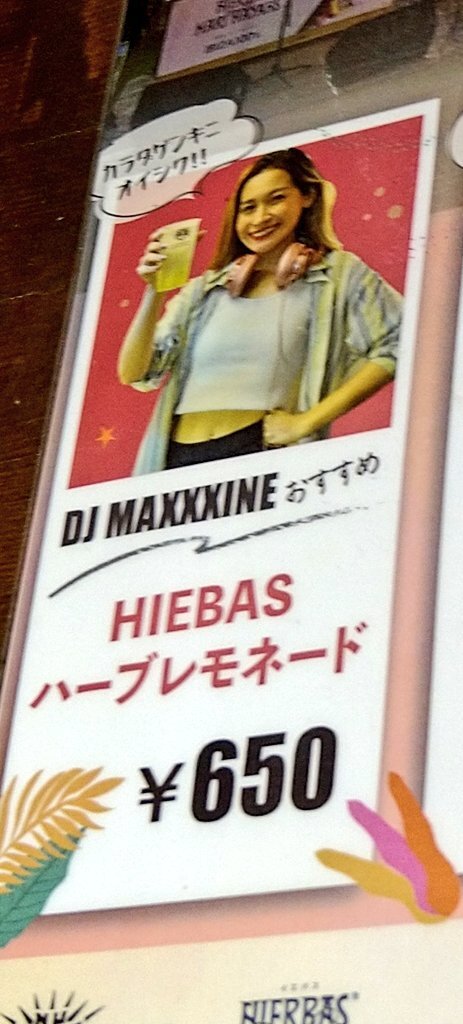 カラダゲンキニ
オイシク!!
DJ MAXXXINE おすすめ
HIEBAS
ハーブレモネード
¥650
HIERBAS